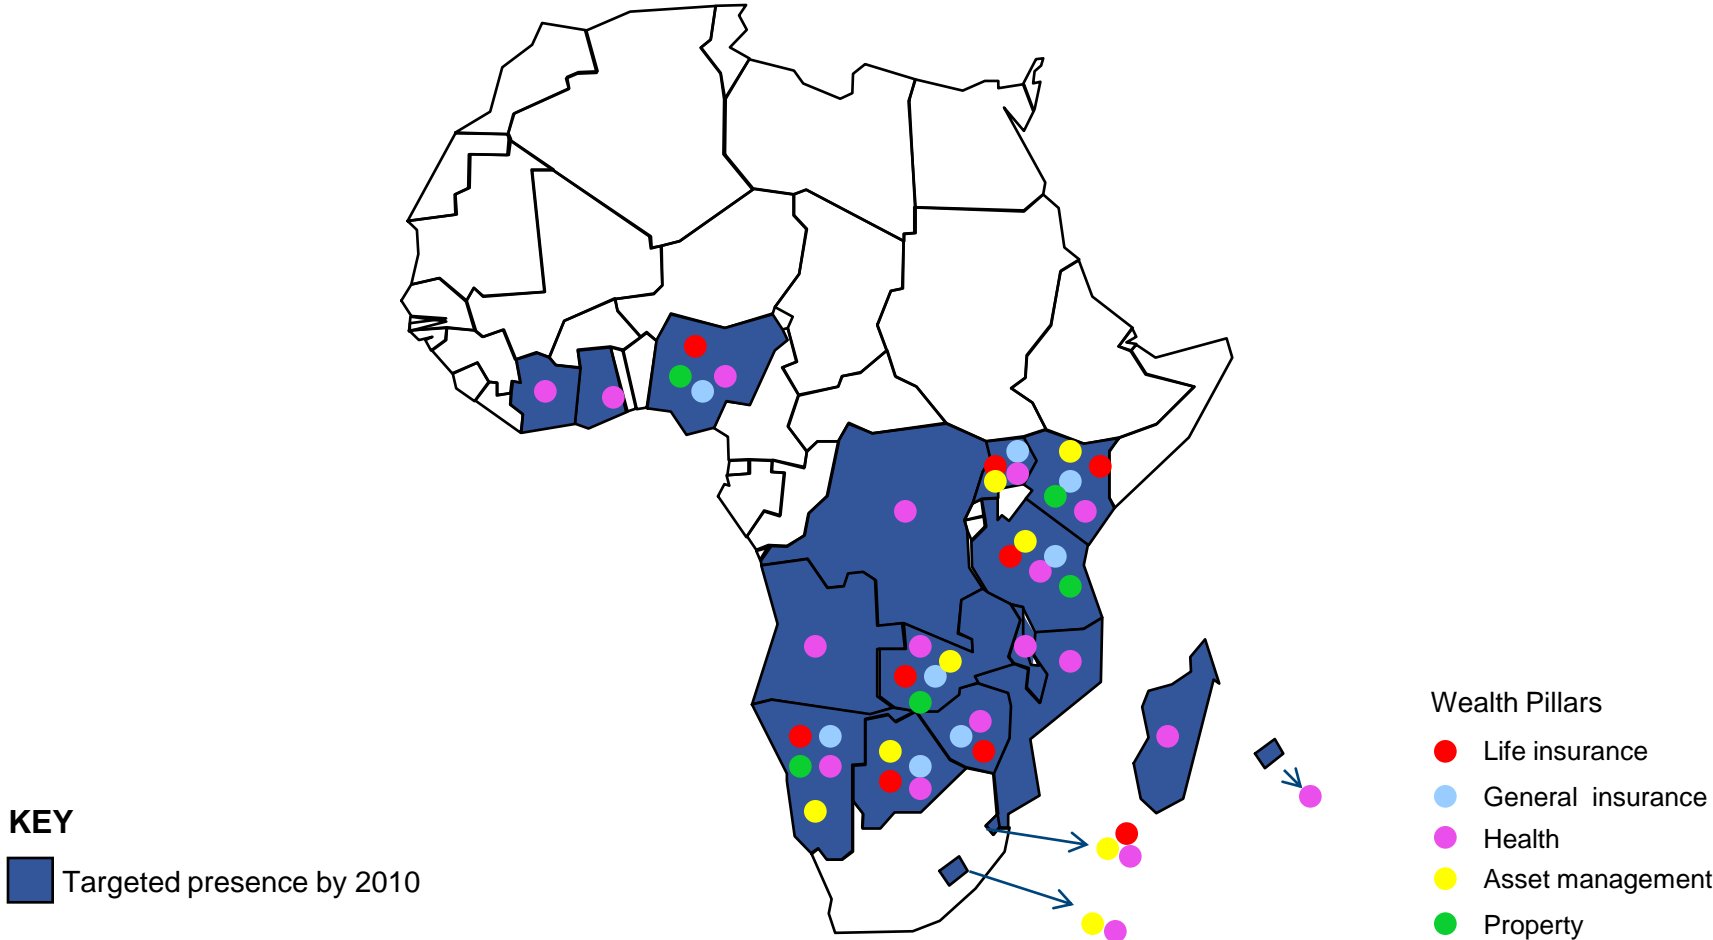 Wealth Pillars
Life insurance
General insurance
Health
Asset management
Property
KEY
Targeted presence by 2010